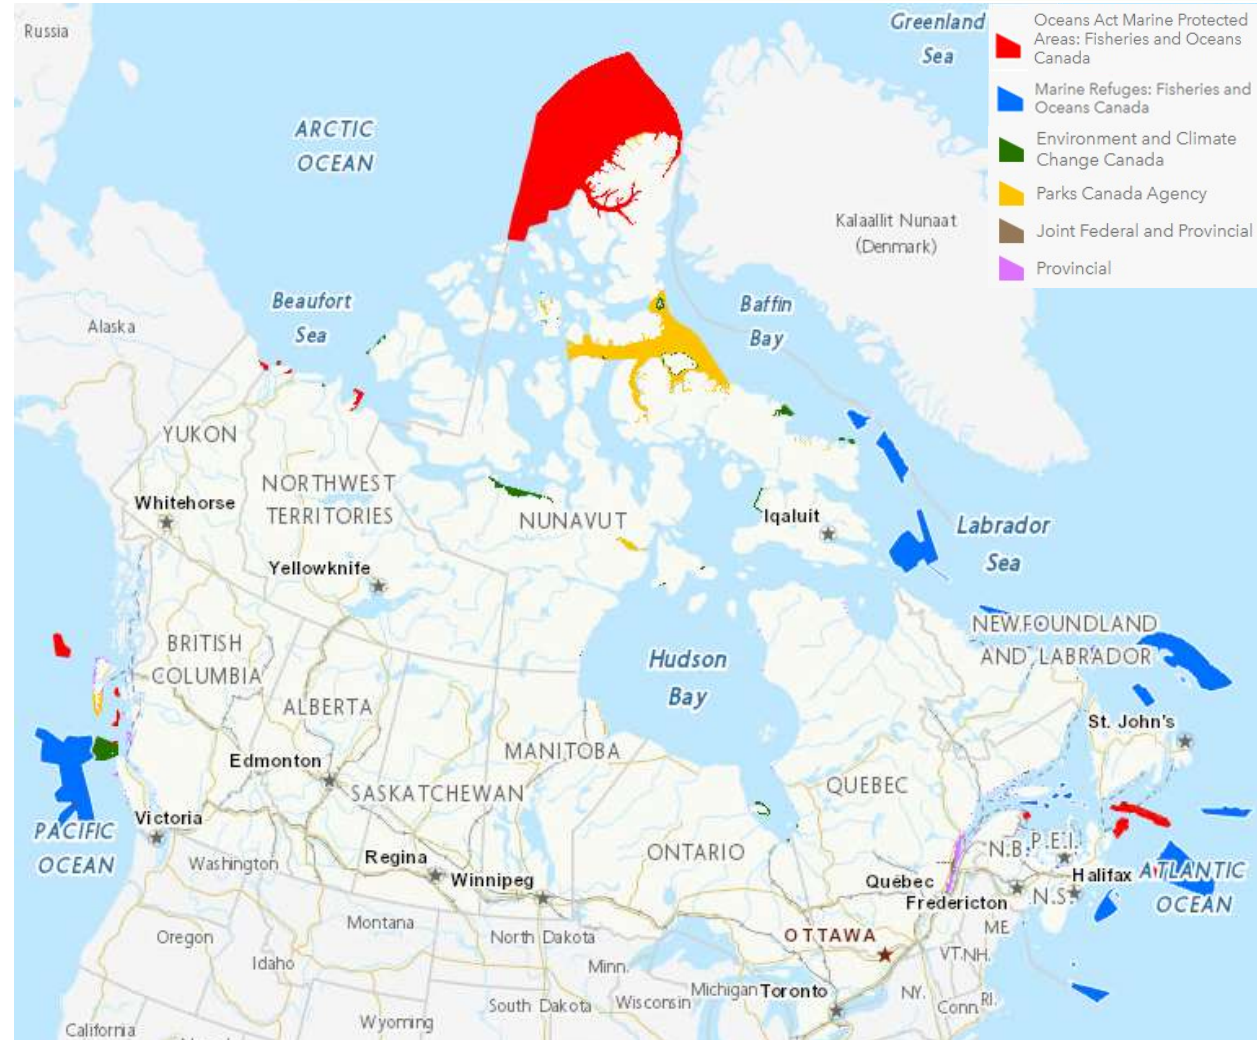 Russia
Greenland
Sea
Oceans Act Marine Protected
Areas: Fisheries and Oceans
Canada
Marine Refuges: Fisheries and
Oceans Canada
Environment and Climate
Change Canada
Parks Canada Agency
Joint Federal and Provincial
Provincial
ARCTIC
OCEAN
Kalaallit Nunaat
(Denmark)
Beaufort
Sea
Baffin
Bay
Alaska
YUKON
NORTHWEST
TERRITORIES
Whitehorse
NUNAVUT
Iqaluit
Labrador
Sea
Yellowknife
NEWFOUNDLAND
AND LABRADOR
BRITISH
COLUMBIA
Hudson
Bay
ALBERTA
St. John's
MANITOBA
Edmonton
QUEBEC
SASKATCHEWAN
Victoria
PACIFIC
OCEAN
Washington
Regina
Winnipeg
ONTARIO
N.B.
P.E.I.
Québec
Halifax
ATLANTIC
OCEAN
Fredericton
N.S.
Montana
North Dakota
OTTAWA
ME
Oregon
Idaho
Minn.
VT.
NH.
South Dakota
Wisconsin
Michigan
Toronto
NY.
Conn
RI.
Wyoming
California